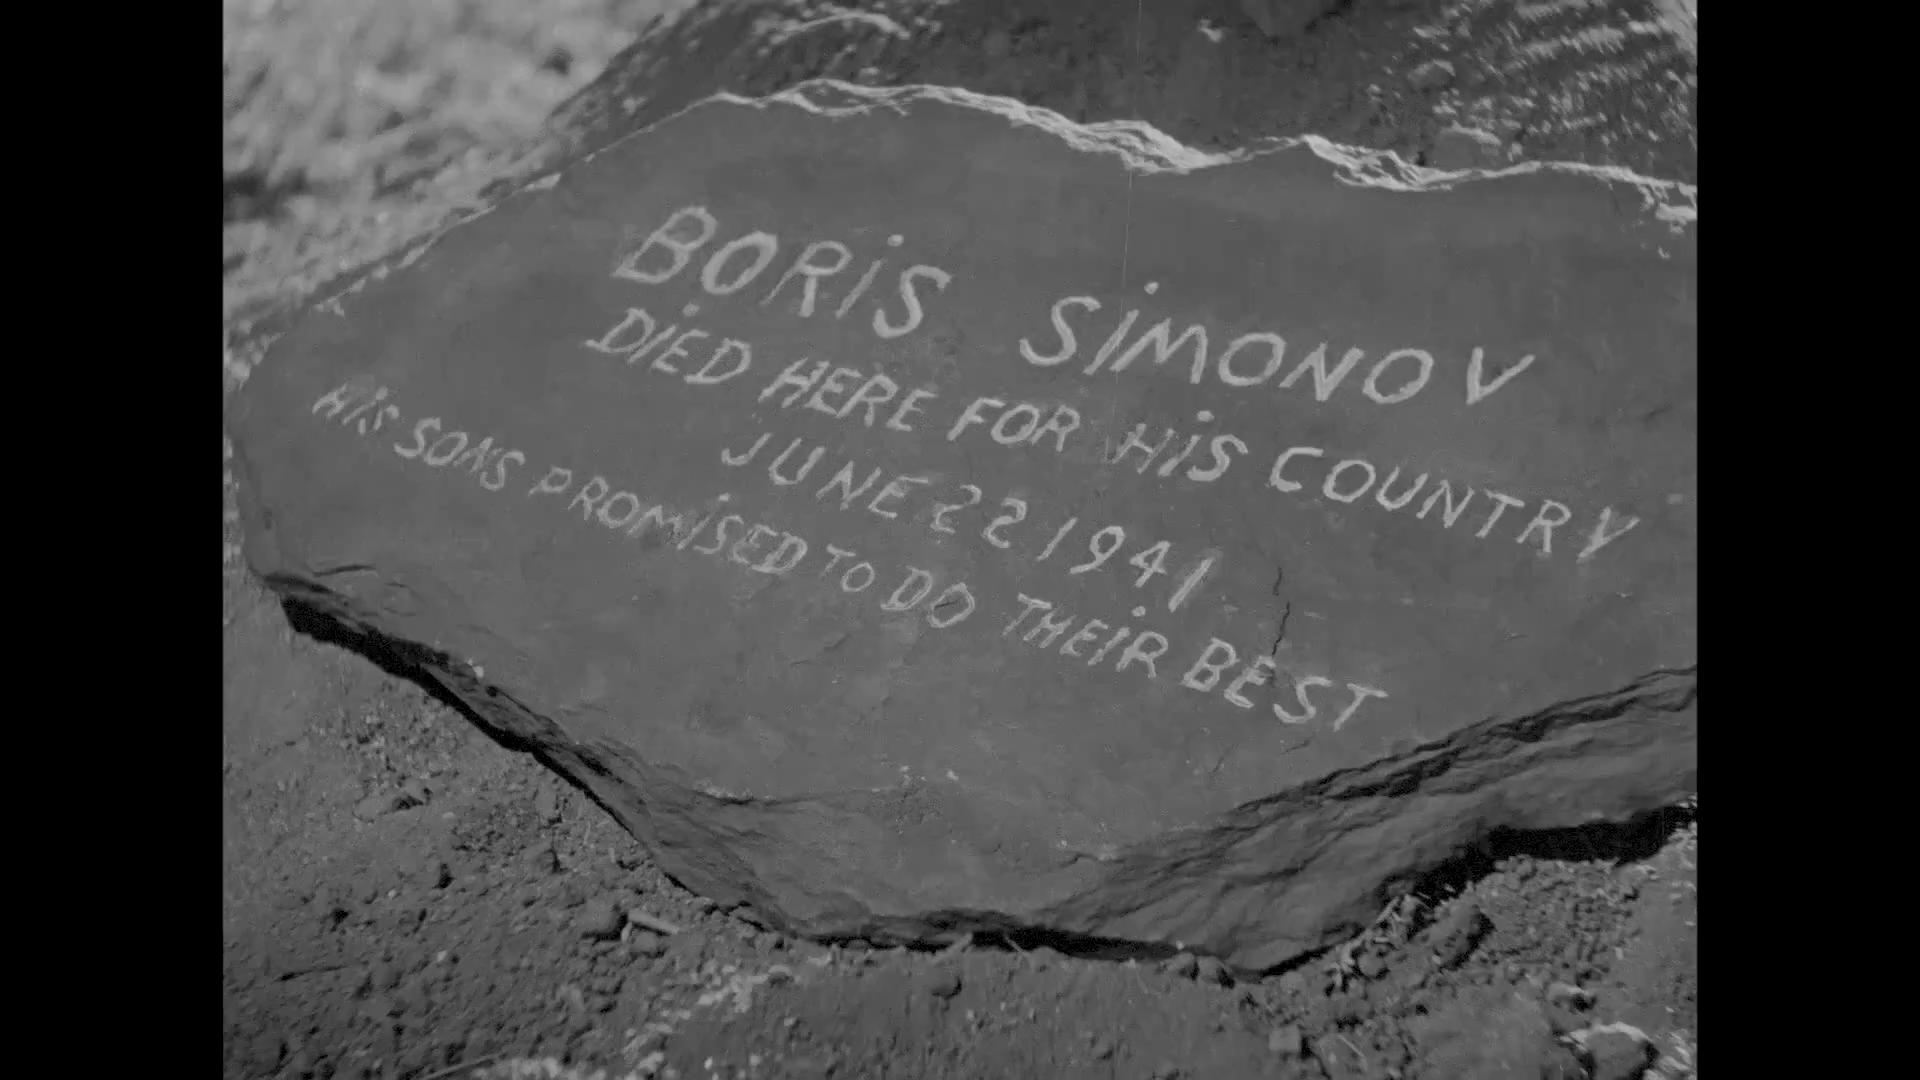 BORiS SiMONOV
DiED HERE FOR HiS COUNTRY
JUNE 22 1941
HiS SONS PROMiSED TO DO THEiR BEST